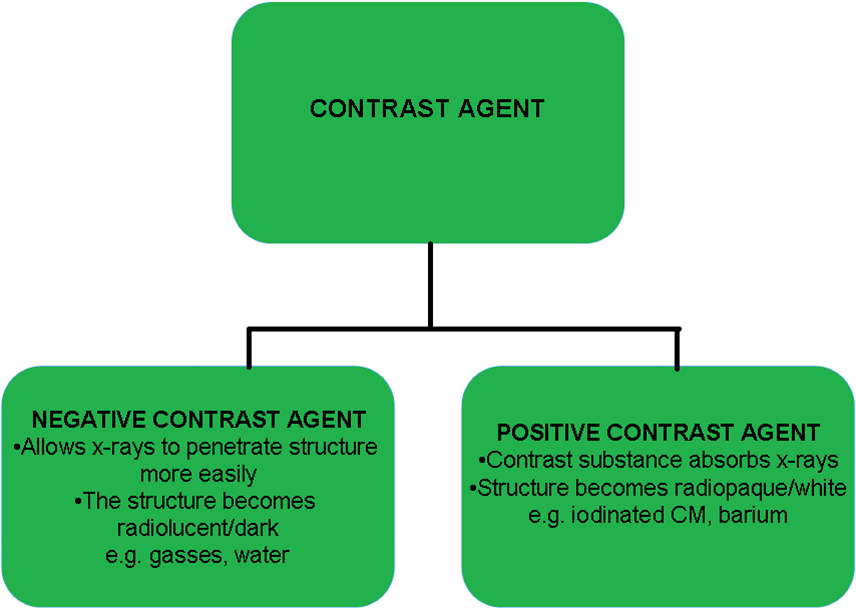 CONTRAST AGENT
NEGATIVE CONTRAST AGENT
•Allows x-rays to penetrate structure
more easily
•The structure becomes
radiolucent/dark
e.g. gasses, water
POSITIVE CONTRAST AGENT
•Contrast substance absorbs x-rays
•Structure becomes radiopaque/white
e.g. iodinated CM, barium